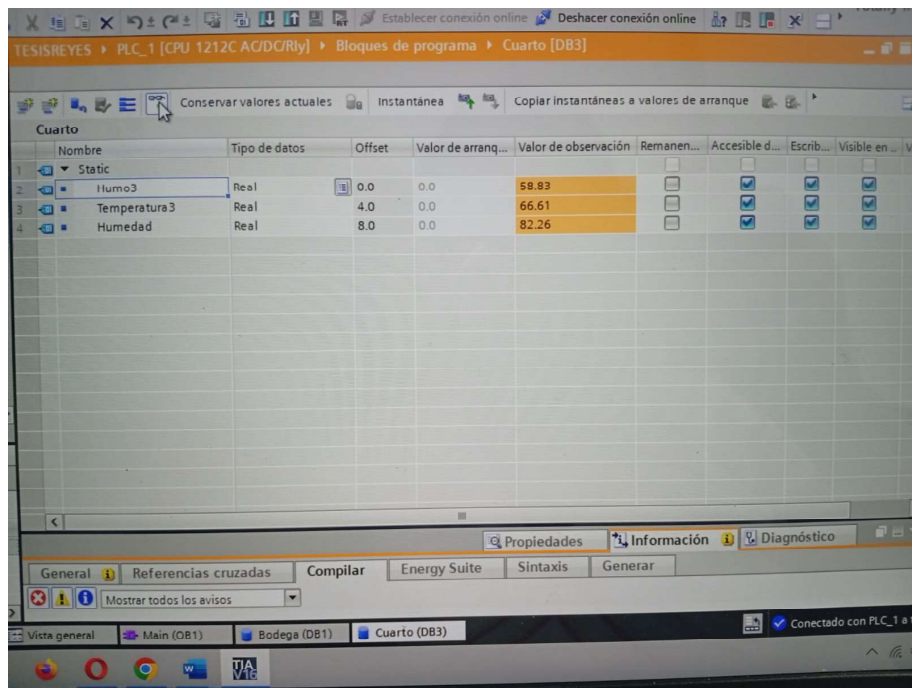 Establecer conexión online Deshacer conexión online
TESISREYES ▸ PLC_1 [CPU 1212C AC/DC/Rly] ▸ Bloques de programa ▸ Cuarto [DB3]
Conservar valores actuales Instantánea Copiar instantáneas a valores de arranque
Cuarto
Nombre Tipo de datos Offset Valor de arranq... Valor de observación Remanen... Accesible d... Escrib... Visible en ...
1 Static
2 Humo3 Real 0.0 0.0 58.83
3 Temperatura3 Real 4.0 0.0 66.61
4 Humedad Real 8.0 0.0 82.26
Propiedades Información Diagnóstico
General Referencias cruzadas Compilar Energy Suite Sintaxis Generar
Mostrar todos los avisos
Vista general Main (OB1) Bodega (DB1) Cuarto (DB3) Conectado con PLC_1 a t
TIA V16